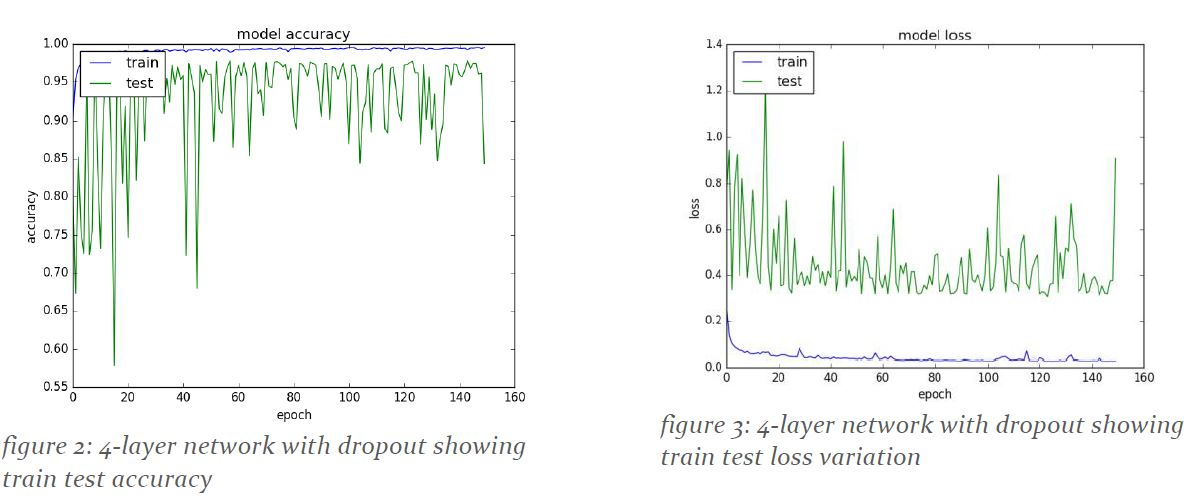 model accuracy
1.00
0.95
0.90
0.85
0.80
0.75
0.70
0.65
0.60
0.55
accuracy
train
test
0 20 40 60 80 100 120 140 160
epoch
figure 2: 4-layer network with dropout showing
train test accuracy
model loss
1.4
1.2
1.0
0.8
0.6
0.4
0.2
0.0
loss
train
test
0 20 40 60 80 100 120 140 160
epoch
figure 3: 4-layer network with dropout showing
train test loss variation